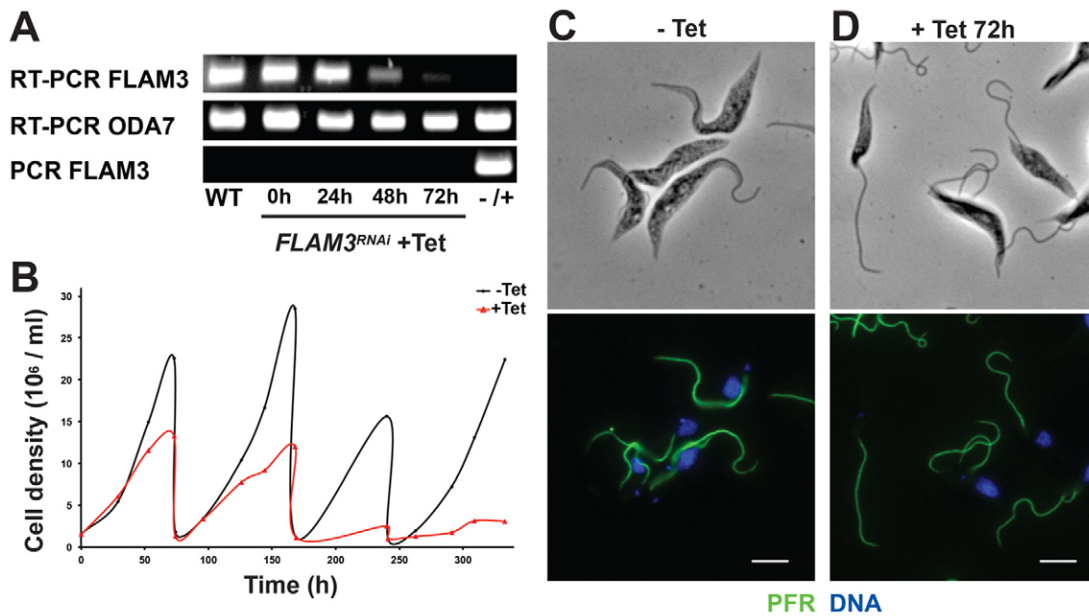 A
RT-PCR FLAM3
RT-PCR ODA7
PCR FLAM3
WT 0h 24h 48h 72h - /+
FLAM3RNAi +Tet
B
Cell density (10⁶ / ml)
30
25
20
15
10
5
0
0 50 100 150 200 250 300
Time (h)
-Tet
+Tet
C
- Tet
D
+ Tet 72h
PFR DNA